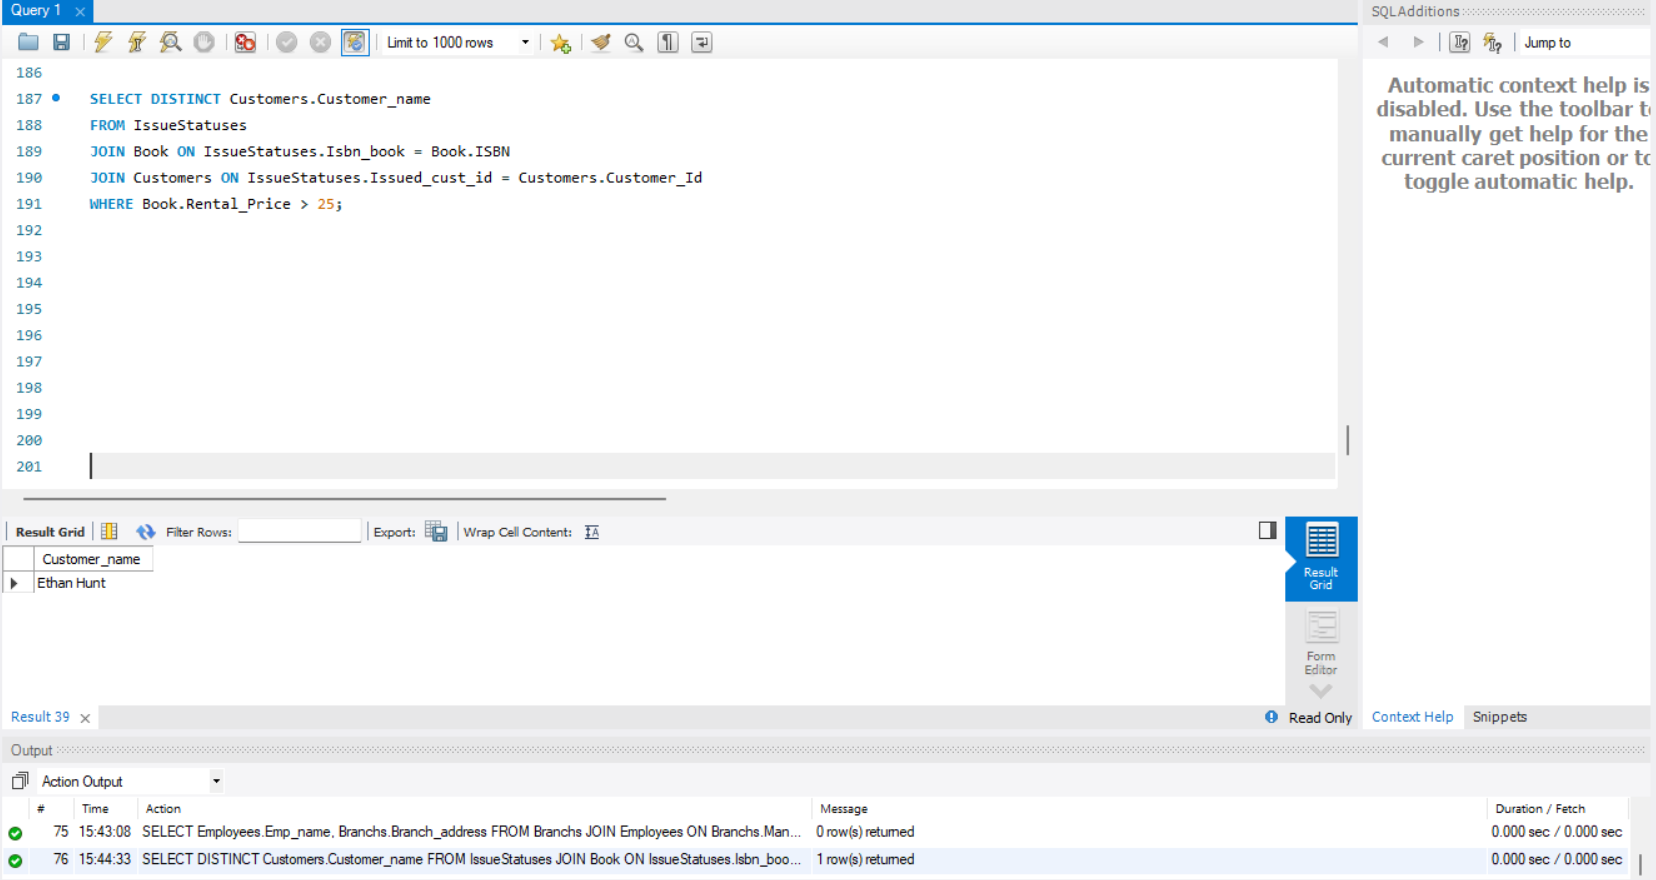 Query 1
SQLAdditions
Limit to 1000 rows
Jump to
186
187 SELECT DISTINCT Customers.Customer_name
188 FROM IssueStatuses
189 JOIN Book ON IssueStatuses.Isbn_book = Book.ISBN
190 JOIN Customers ON IssueStatuses.Issued_cust_id = Customers.Customer_Id
191 WHERE Book.Rental_Price > 25;
192
193
194
195
196
197
198
199
200
201
Automatic context help is
disabled. Use the toolbar t
manually get help for the
current caret position or to
toggle automatic help.
Result Grid Filter Rows: Export: Wrap Cell Content:
Customer_name
Ethan Hunt
Result
Grid
Form
Editor
Result 39
Read Only
Context Help Snippets
Output
Action Output
# Time Action Message Duration / Fetch
75 15:43:08 SELECT Employees.Emp_name, Branchs.Branch_address FROM Branchs JOIN Employees ON Branchs.Man... 0 row(s) returned 0.000 sec / 0.000 sec
76 15:44:33 SELECT DISTINCT Customers.Customer_name FROM IssueStatuses JOIN Book ON IssueStatuses.Isbn_boo... 1 row(s) returned 0.000 sec / 0.000 sec